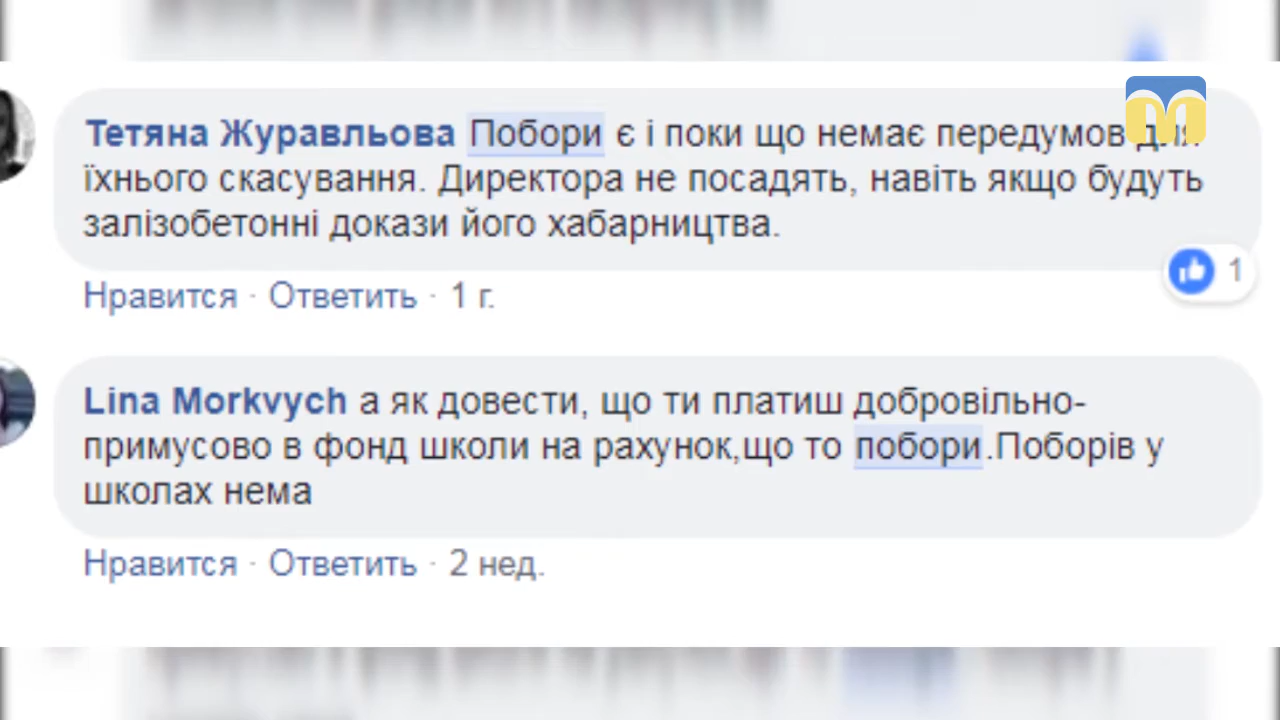 Тетяна Журавльова Побори є і поки що немає передумов для
їхнього скасування. Директора не посадять, навіть якщо будуть
залізобетонні докази його хабарництва.
1
Нравится · Ответить · 1 г.
Lina Morkvych а як довести, що ти платиш добровільно-
примусово в фонд школи на рахунок,що то побори.Поборів у
школах нема
Нравится · Ответить · 2 нед.